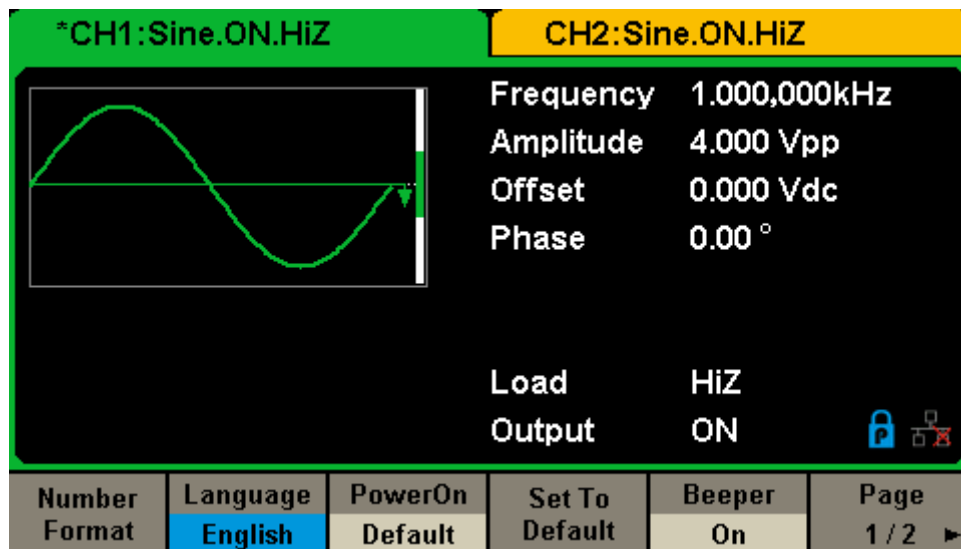 *CH1:Sine.ON.HiZ
CH2:Sine.ON.HiZ
Frequency 1.000,000kHz
Amplitude 4.000 Vpp
Offset 0.000 Vdc
Phase 0.00 °
Load HiZ
Output ON
P
Number Format
Language English
PowerOn Default
Set To Default
Beeper On
Page 1/2 ►